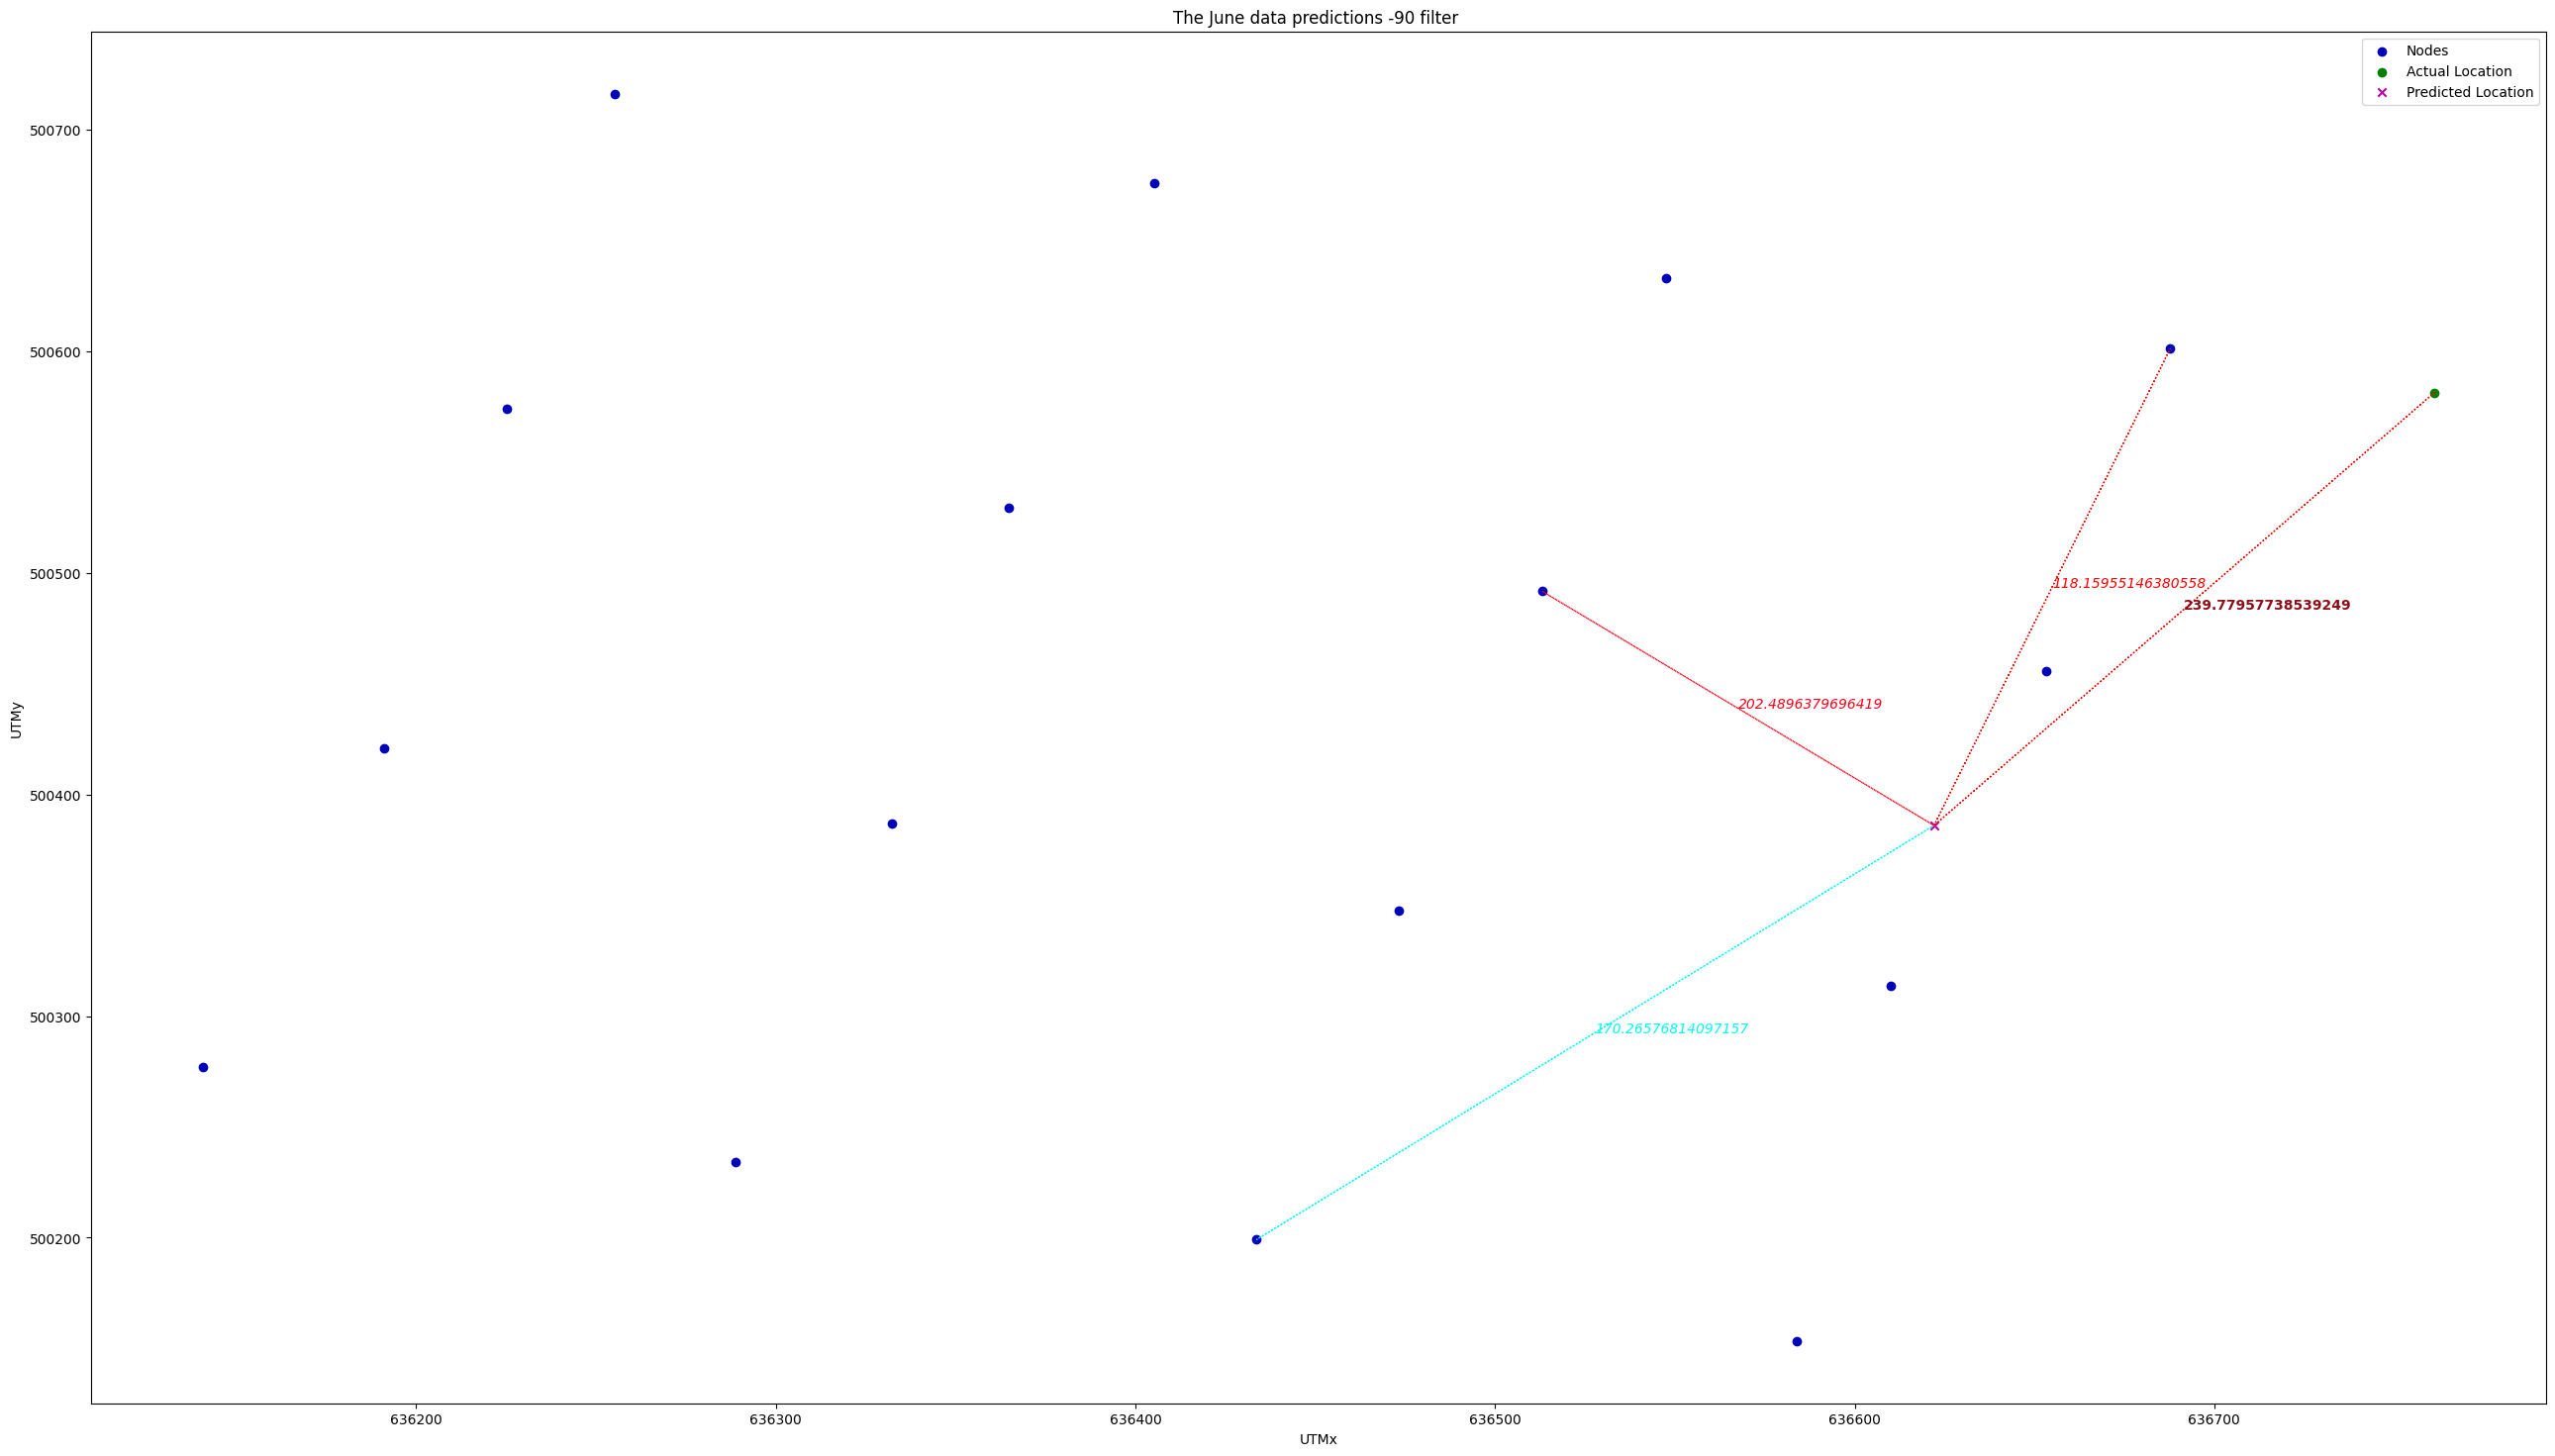 The June data predictions -90 filter
Nodes
Actual Location
Predicted Location
500700
500600
500500
500400
500300
500200
UTMy
118.15955146380558
239.77957738539249
202.4896379696419
170.26576814097157
636200
636300
636400
636500
636600
636700
UTMx